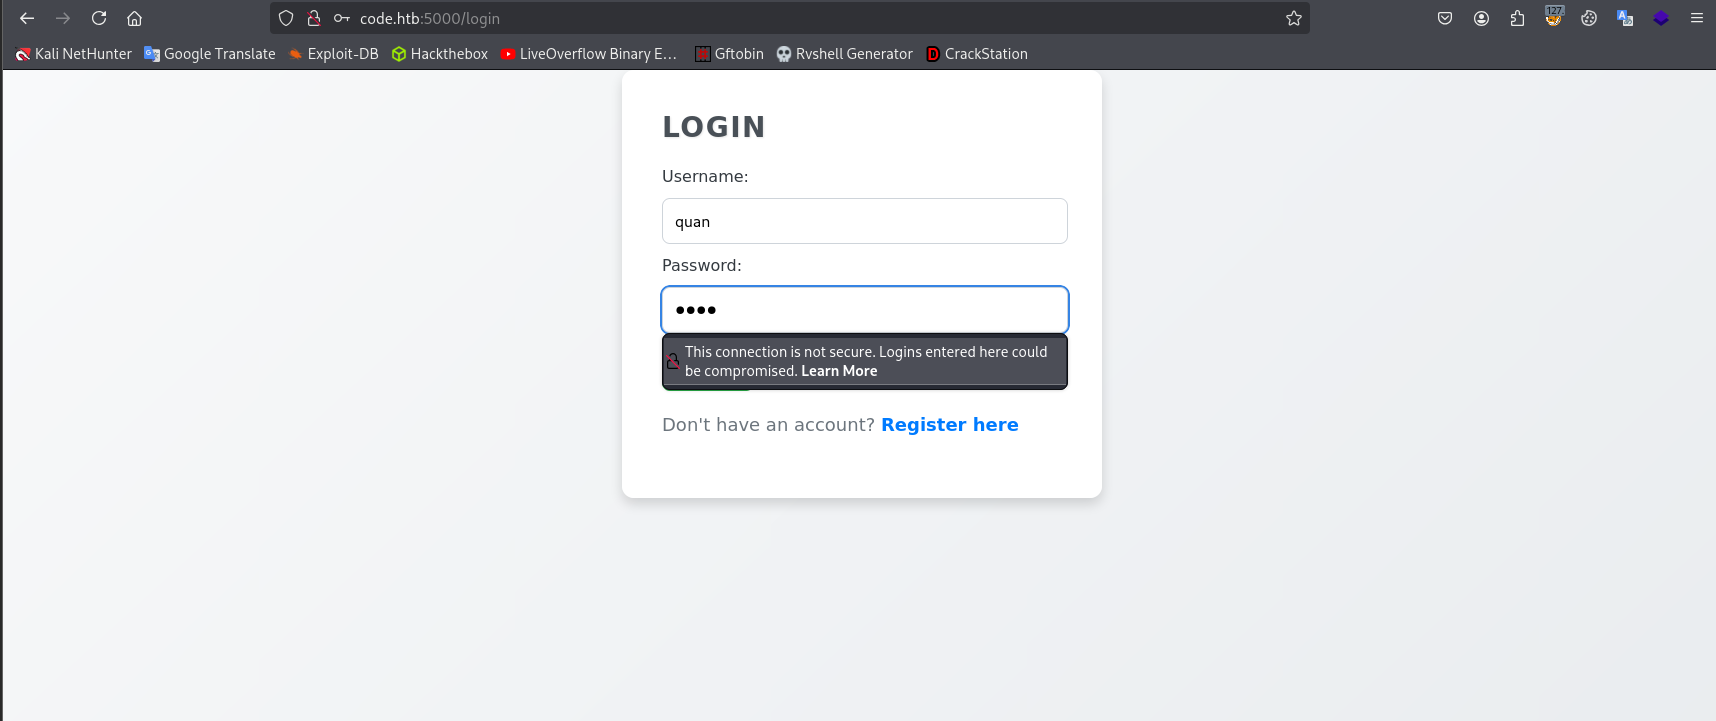 code.htb:5000/login
127.
Kali NetHunter Google Translate Exploit-DB Hackthebox LiveOverflow Binary E... Gftobin Rvshell Generator CrackStation
LOGIN
Username:
quan
Password:
This connection is not secure. Logins entered here could
be compromised. Learn More
Don't have an account? Register here